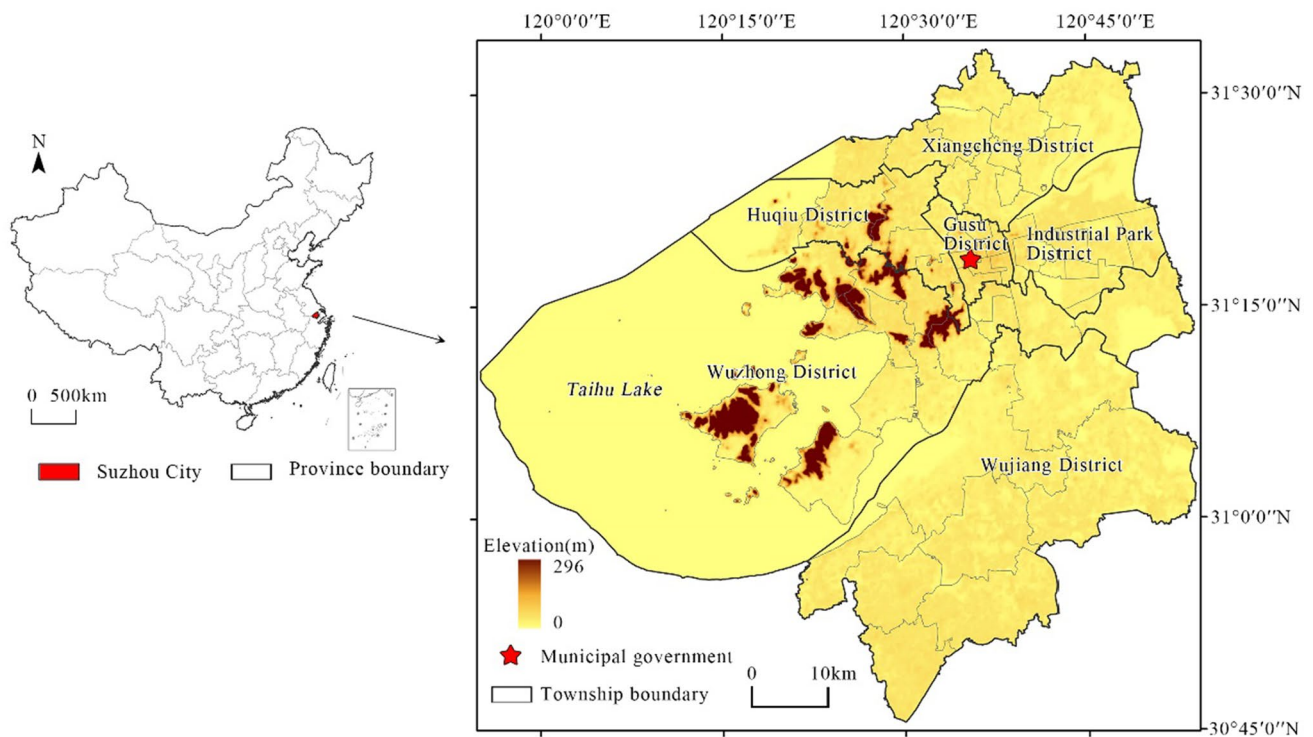 120°0′0″E
120°15′0″E
120°30′0″E
120°45′0″E
31°30′0″N
31°15′0″N
31°0′0″N
30°45′0″N
N
0 500km
Suzhou City
Province boundary
Xiangcheng District
Huqiu District
Gusu
District
Industrial Park
District
Wuzhong District
Taihu Lake
Wujiang District
Elevation(m)
296
0
Municipal government
Township boundary
0 10km